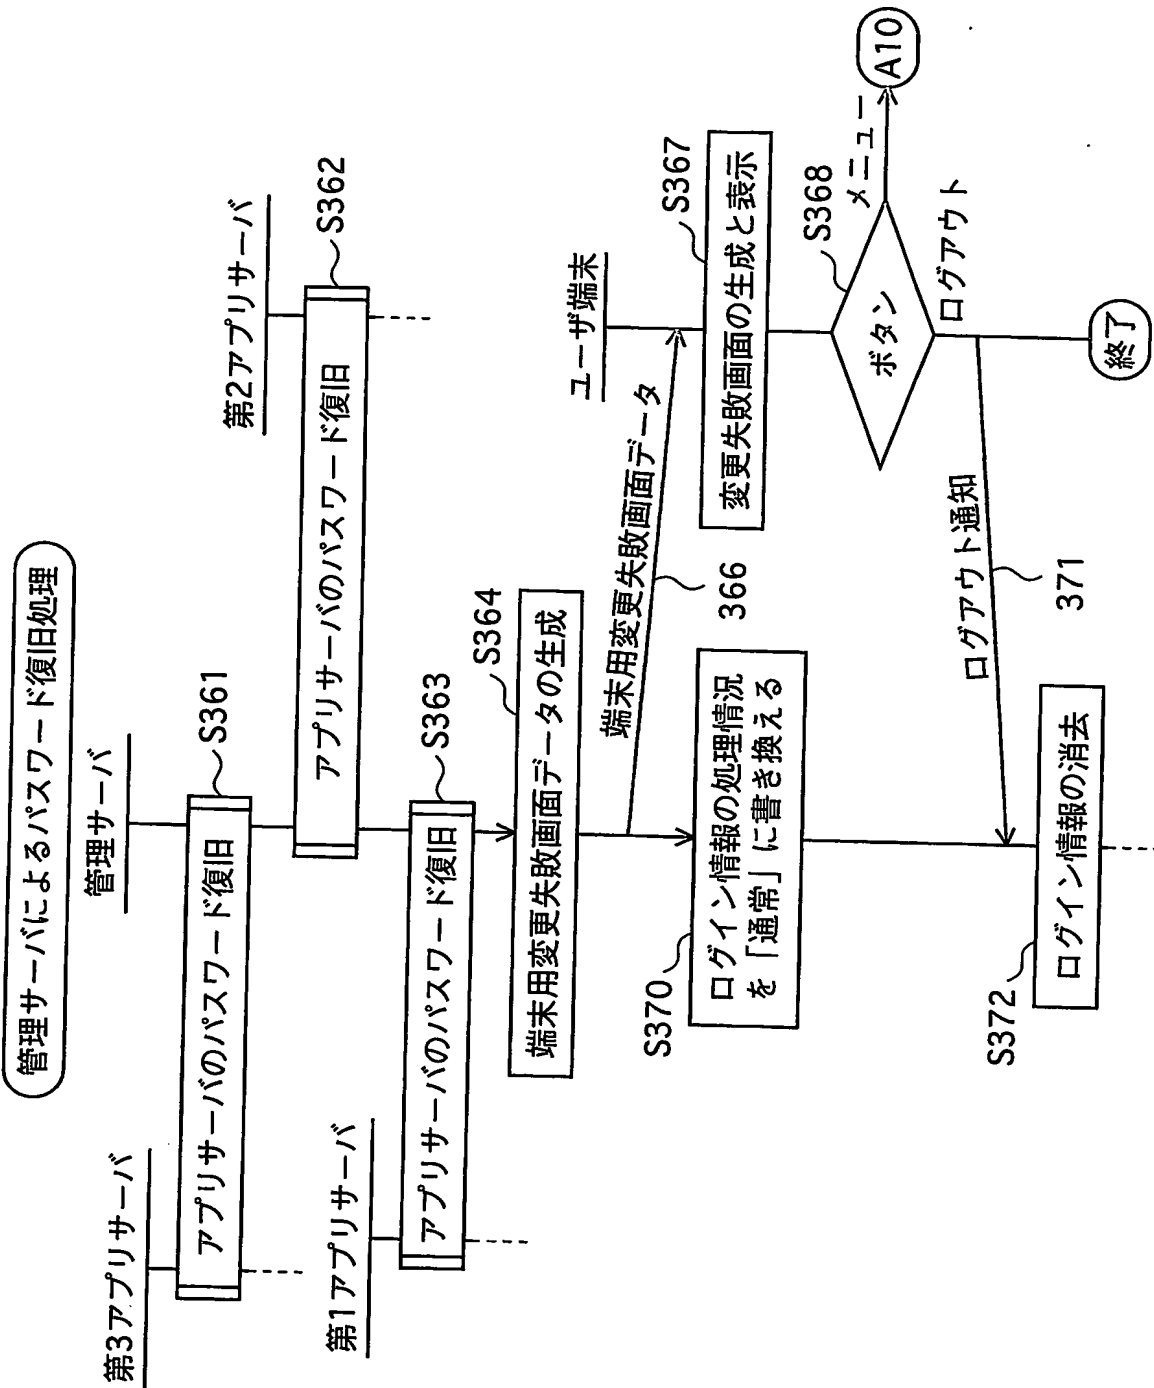 管理サーバによるパスワード復旧処理
第3アプリサーバ
管理サーバ
アプリサーバのパスワード復旧
S361
第2アプリサーバ
アプリサーバのパスワード復旧
S362
第1アプリサーバ
アプリサーバのパスワード復旧
S363
端末用変更失敗画面データの生成
S364
ユーザ端末
端末用変更失敗画面データ
366
変更失敗画面の生成と表示
S367
S370
ログイン情報の処理情況
を「通常」に書き換える
ボタン
S368
メニュー
A10
ログアウト
ログアウト通知
371
S372
ログイン情報の消去
終了